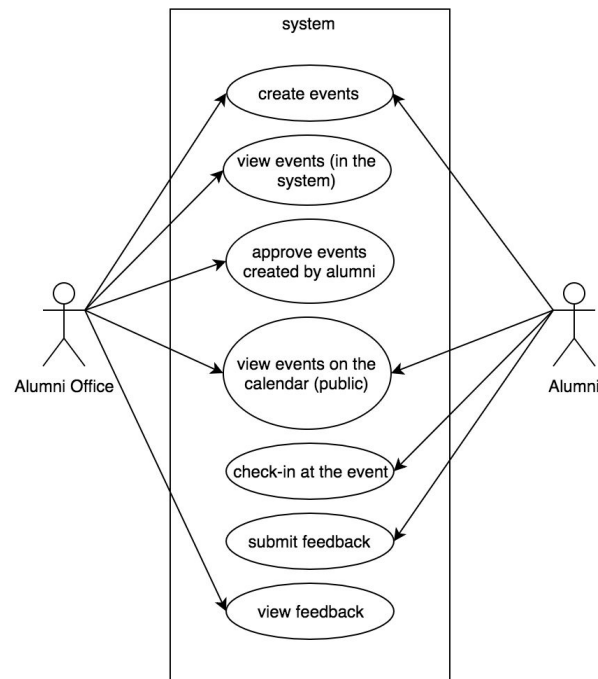 system
create events
view events (in the
system)
approve events
created by alumni
Alumni Office
view events on the
calendar (public)
Alumni
check-in at the event
submit feedback
view feedback